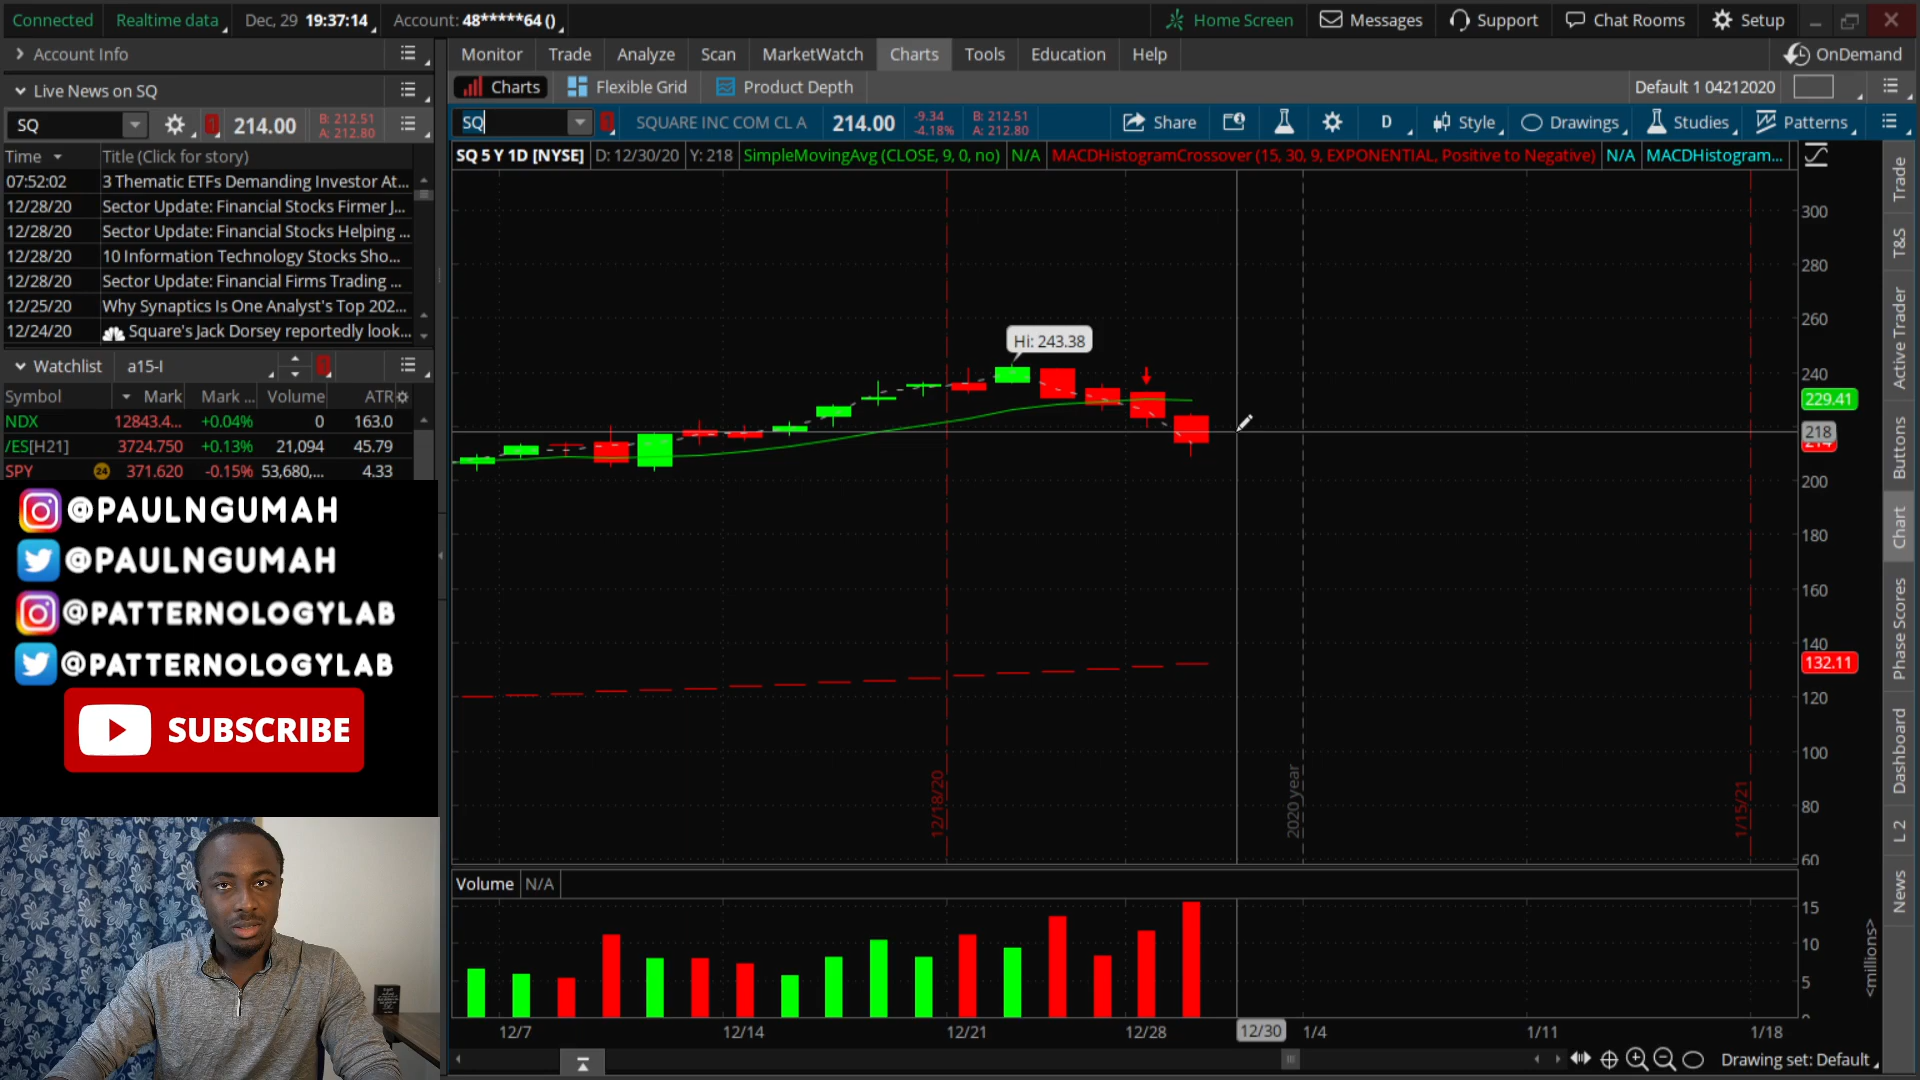 Connected Realtime data Dec, 29 19:37:14 Account: 48*****64 () Home Screen Messages Support Chat Rooms Setup
Account Info
Monitor Trade Analyze Scan MarketWatch Charts Tools Education Help OnDemand
Live News on SQ
Charts Flexible Grid Product Depth Default 1 04212020
SQ 214.00 B: 212.51 A: 212.80
SQ SQUARE INC COM CL A 214.00 -9.34 -4.18% B: 212.51 A: 212.80 Share D Style Drawings Studies Patterns
Time Title (Click for story)
07:52:02 3 Thematic ETFs Demanding Investor At...
12/28/20 Sector Update: Financial Stocks Firmer J...
12/28/20 Sector Update: Financial Stocks Helping ...
12/28/20 10 Information Technology Stocks Sho...
12/28/20 Sector Update: Financial Firms Trading ...
12/25/20 Why Synaptics Is One Analyst's Top 202...
12/24/20 Square's Jack Dorsey reportedly look...
Watchlist a15-I
Symbol Mark Mark ... Volume ATR
NDX 12843.4... +0.04% 0 163.0
/ES[H21] 3724.750 +0.13% 21,094 45.79
SPY 24 371.620 -0.15% 53,680,... 4.33
@PAULNGUMAH
@PAULNGUMAH
@PATTERNOLOGYLAB
@PATTERNOLOGYLAB
SUBSCRIBE
SQ 5 Y 1D [NYSE] D: 12/30/20 Y: 218 SimpleMovingAvg (CLOSE, 9, 0, no) N/A MACDHistogramCrossover (15, 30, 9, EXPONENTIAL, Positive to Negative) N/A MACDHistogram...
Hi: 243.38
300
280
260
240
229.41
218
200
180
160
140
132.11
120
100
80
60
12/18/20
2020 year
1/15/21
Volume N/A
15
10
5
0
<millions>
12/7 12/14 12/21 12/28 12/30 1/4 1/11 1/18
Drawing set: Default
Trade
T&S
Active Trader
Buttons
Chart
Phase Scores
Dashboard
L 2
News